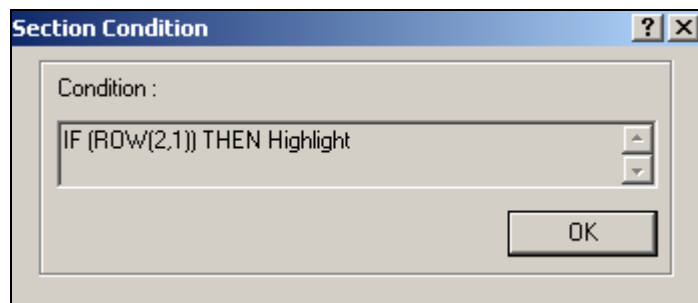 Section Condition
Condition :
IF (ROW(2,1)) THEN Highlight
OK